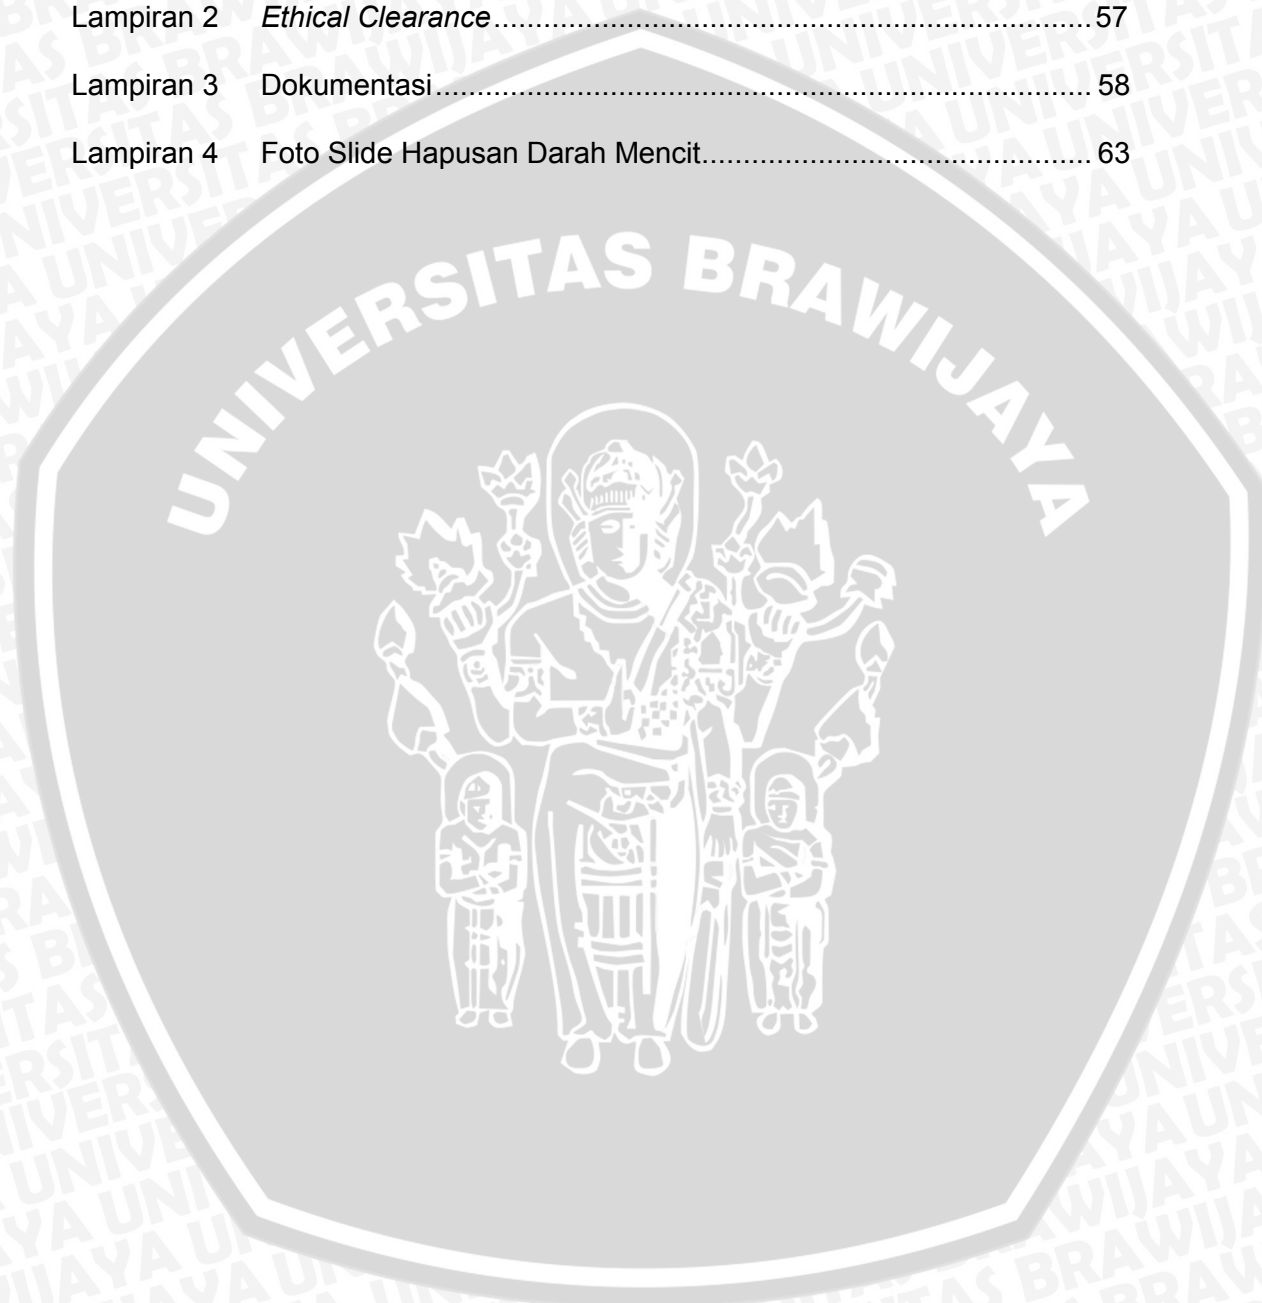 Lampiran 2 Ethical Clearance........................................................................57
Lampiran 3 Dokumentasi............................................................................... 58
Lampiran 4 Foto Slide Hapusan Darah Mencit............................................... 63
UNIVERSITAS BRAWIJAYA